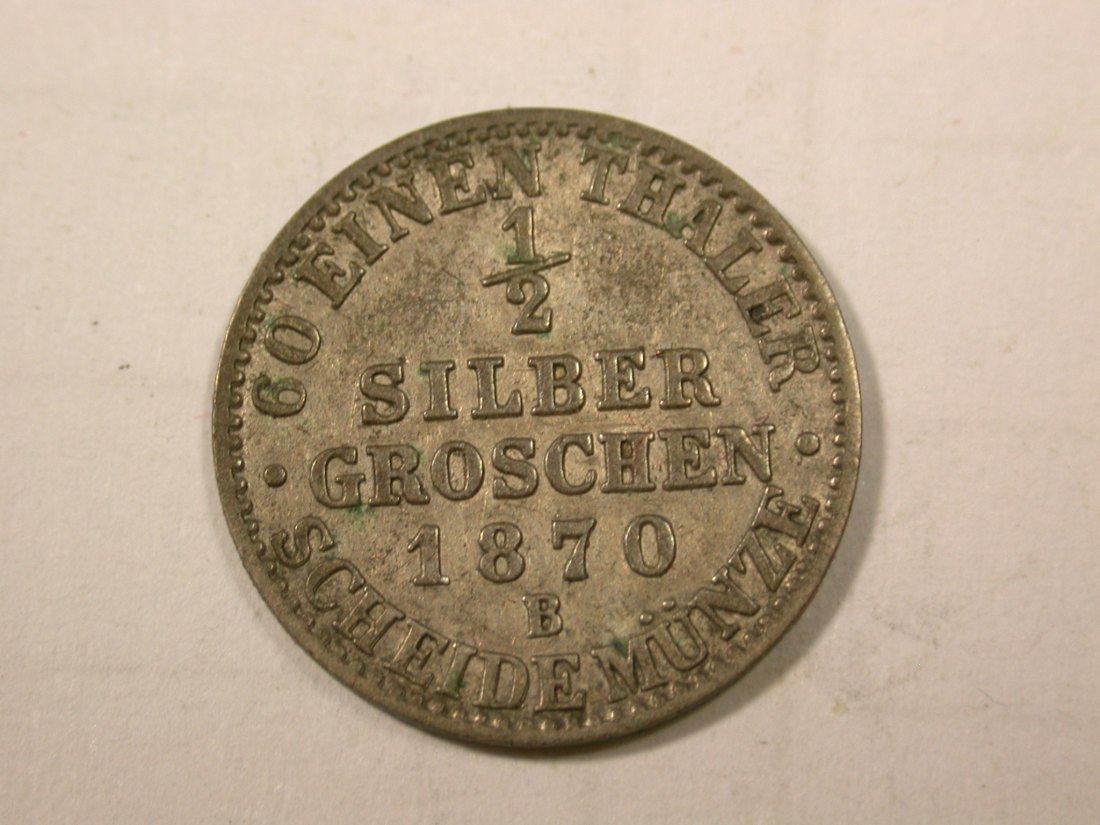 60 EINEN THALER
1/2
SILBER
GROSCHEN
1870
B
SCHEIDEMÜNZE